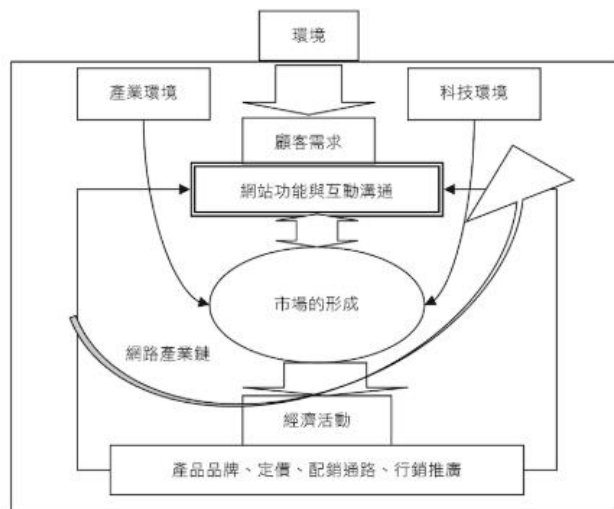 環境
產業環境
科技環境
顧客需求
網站功能與互動溝通
市場的形成
網路產業鏈
經濟活動
產品品牌、定價、配銷通路、行銷推廣